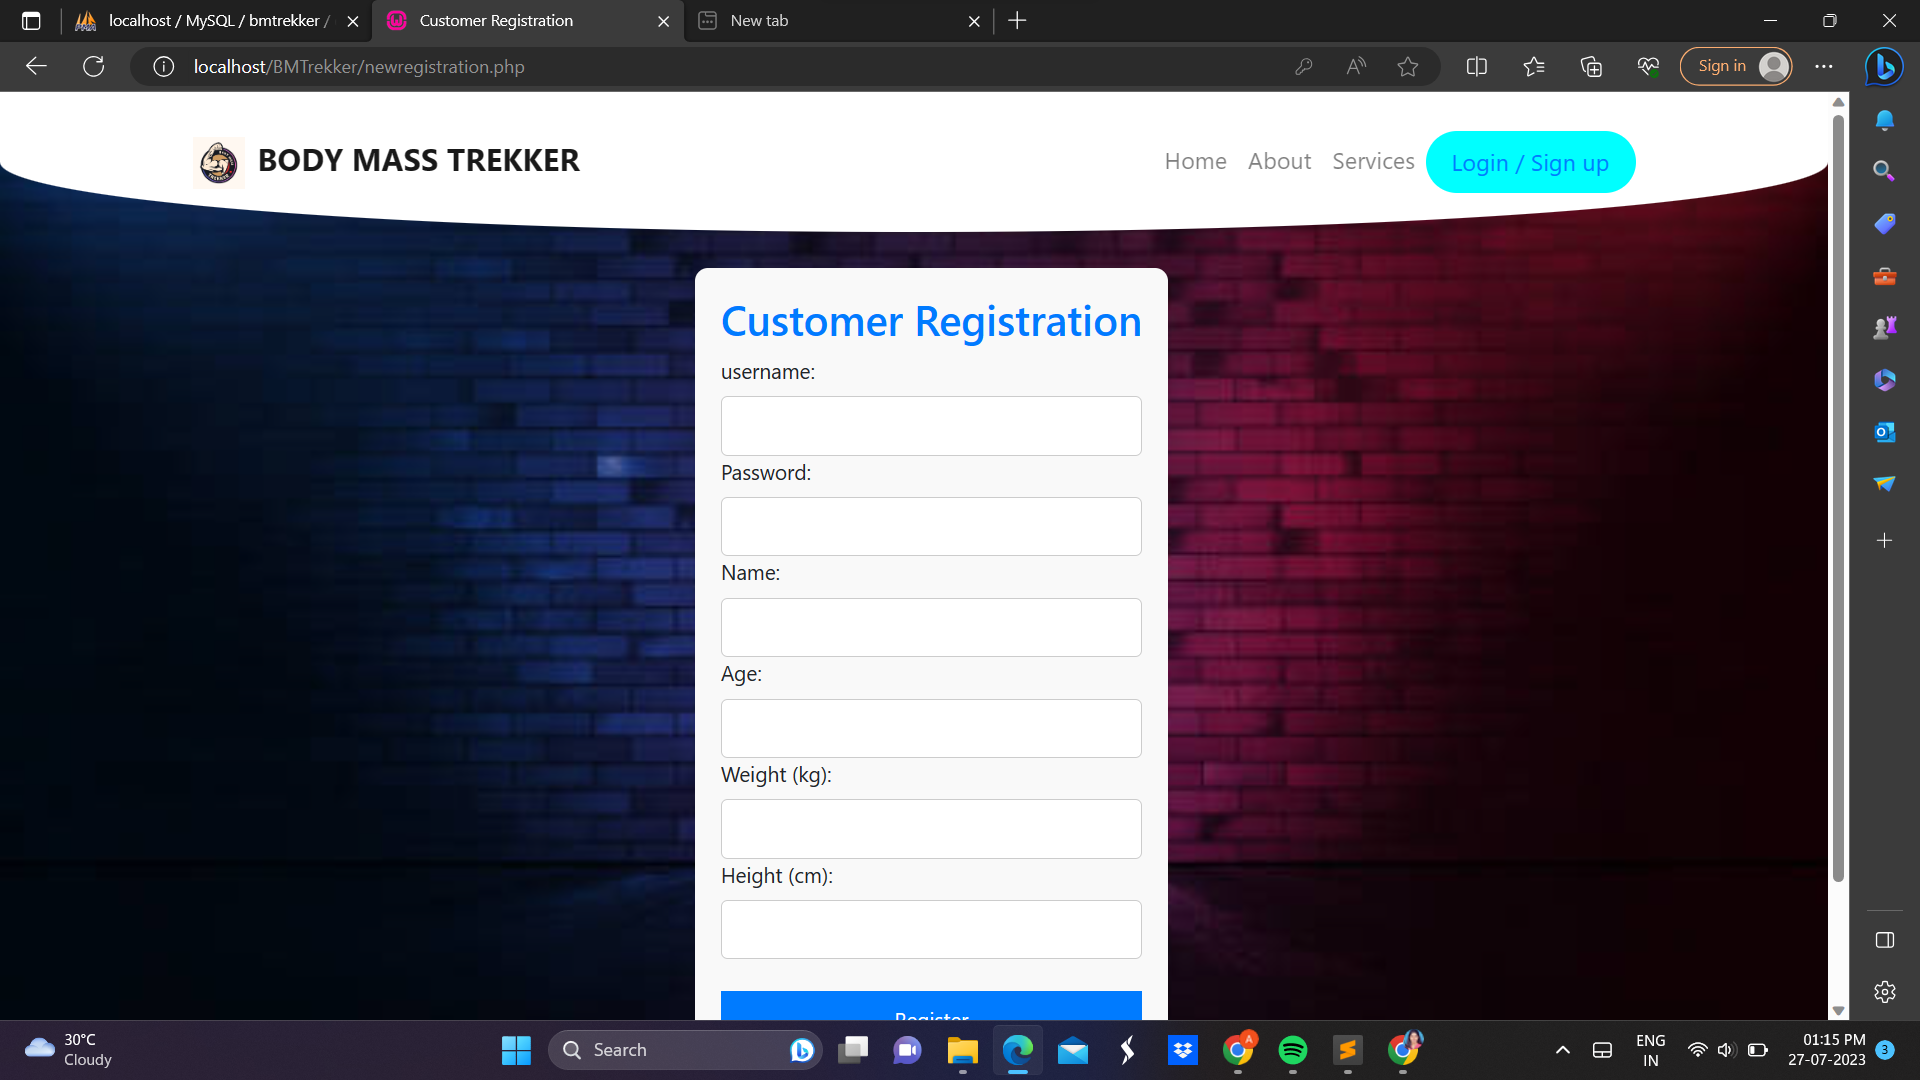 localhost / MySQL / bmtrekker /
Customer Registration
New tab
localhost/BMTrekker/newregistration.php
Sign in
BODY MASS TREKKER
Home
About
Services
Login / Sign up
Customer Registration
username:
Password:
Name:
Age:
Weight (kg):
Height (cm):
Register
30°C
Cloudy
Search
A
ENG
IN
01:15 PM
27-07-2023
3